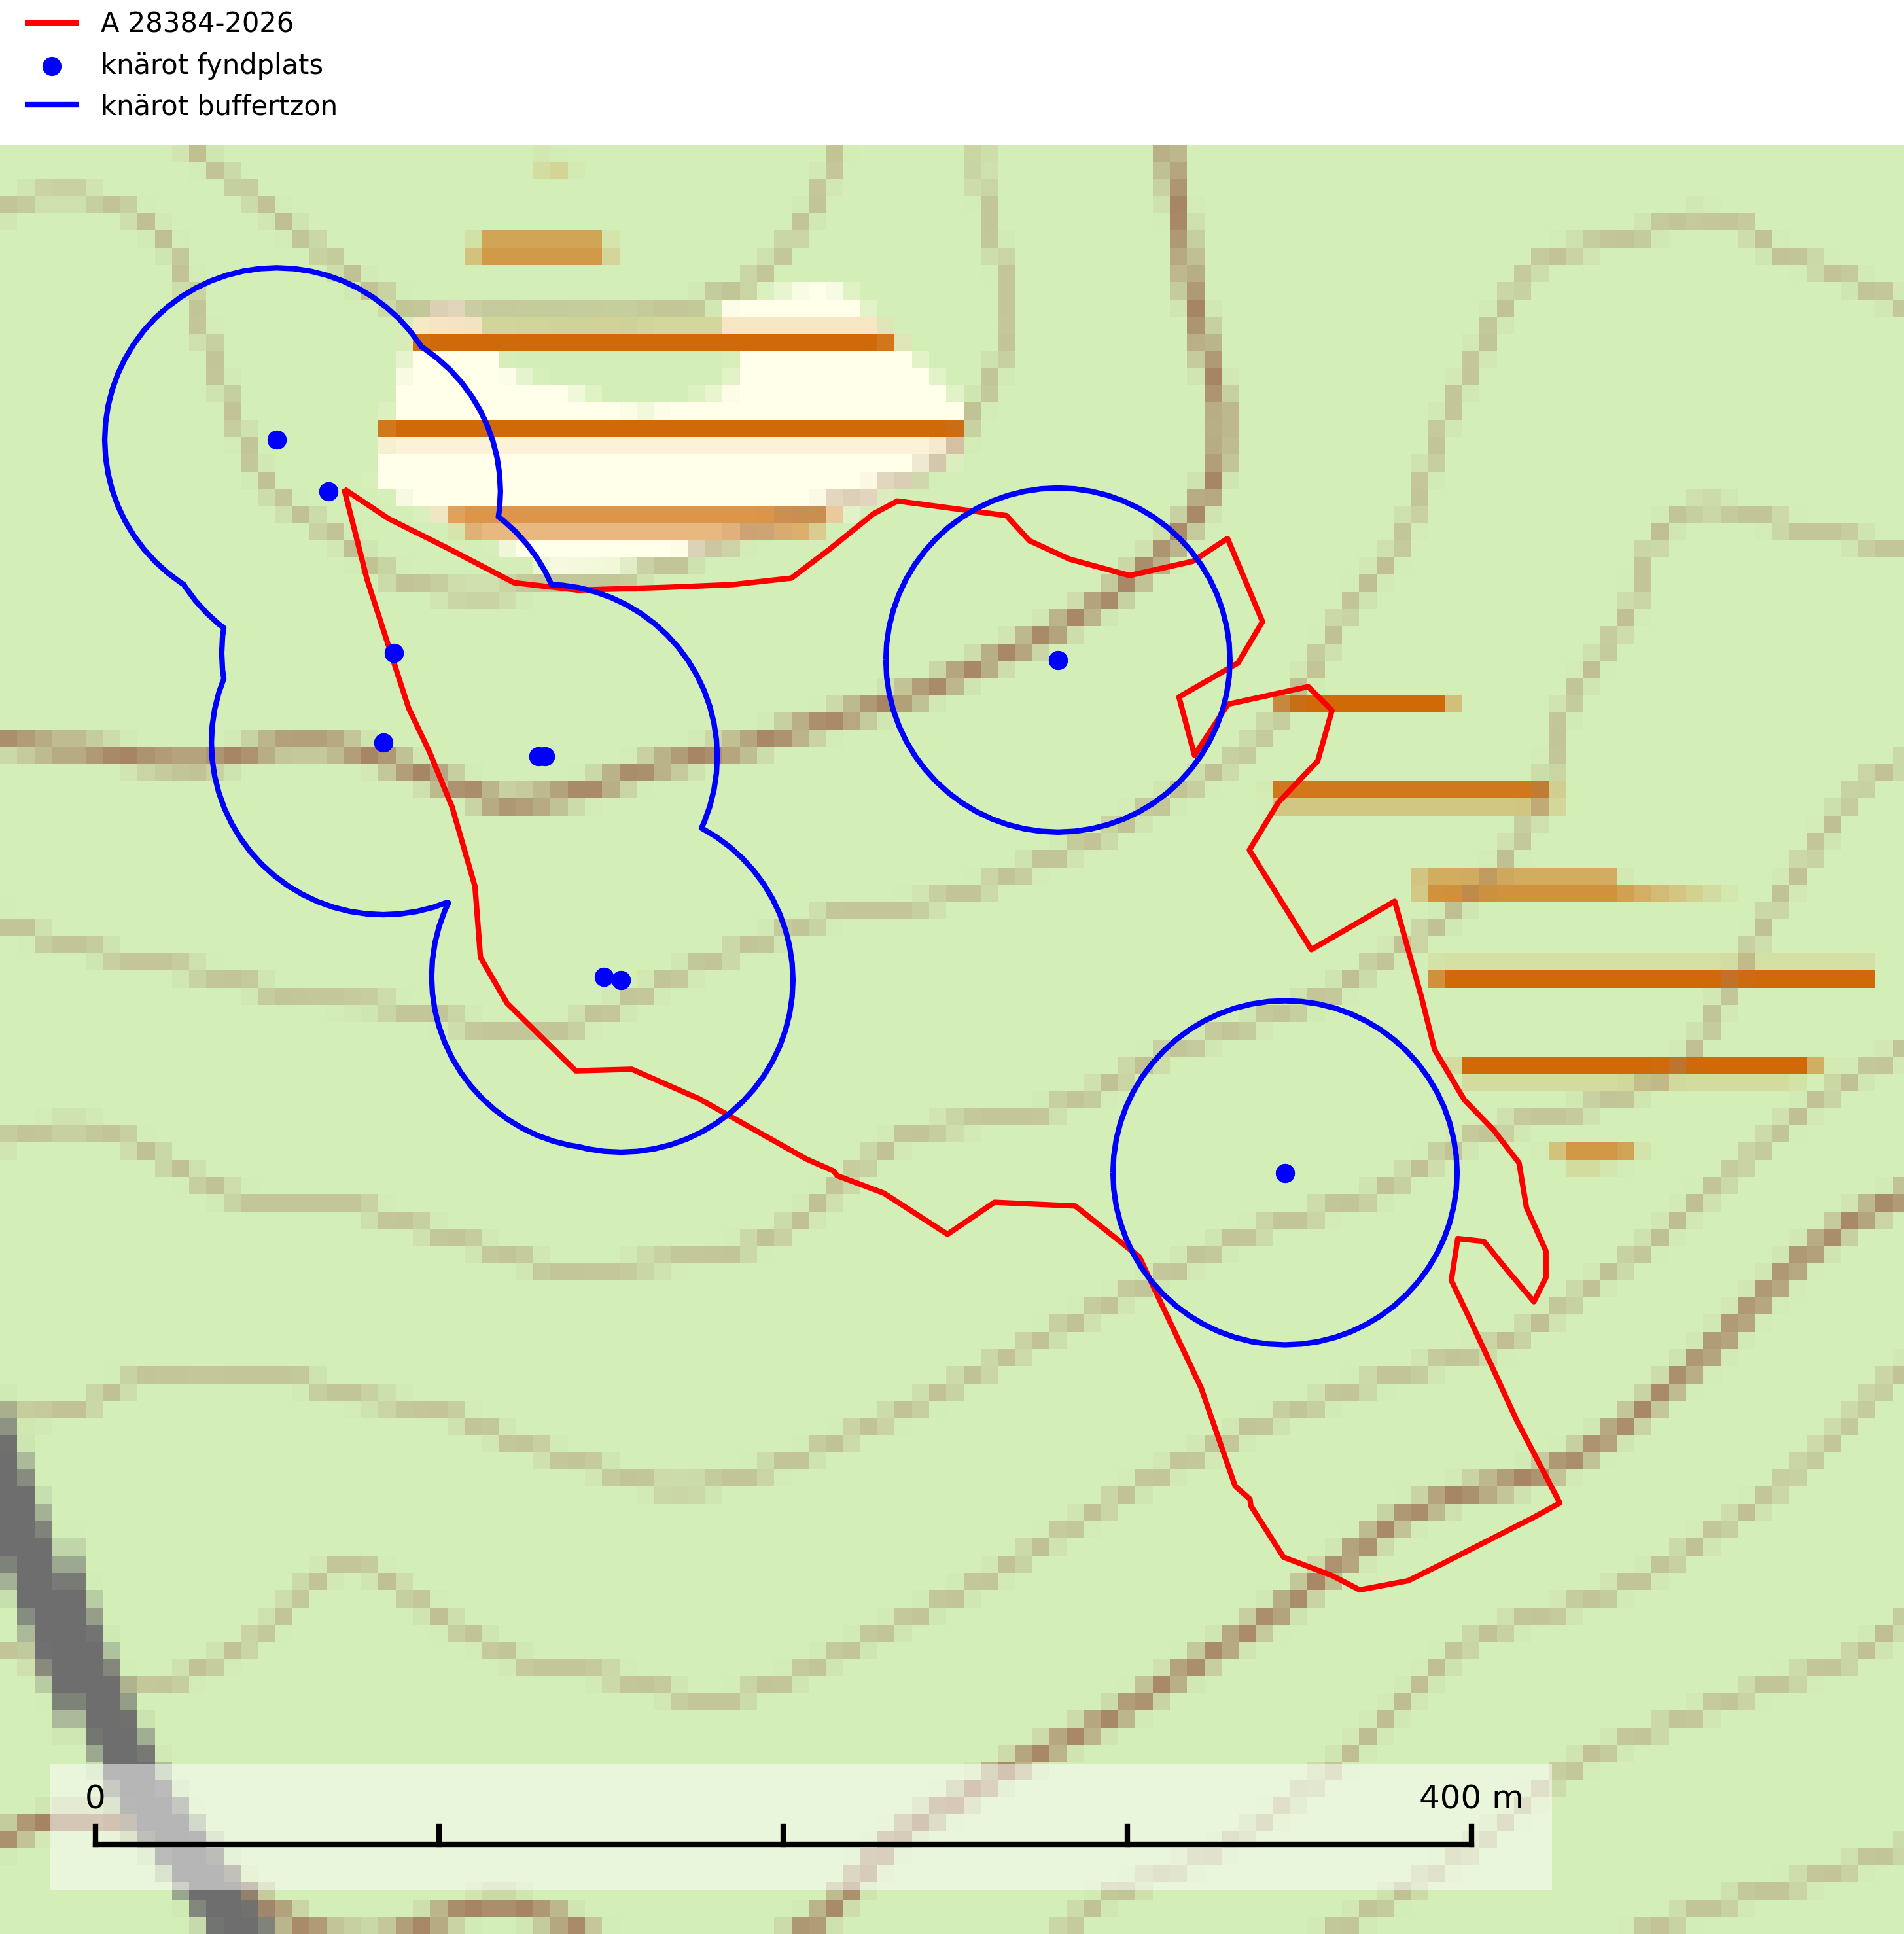 A 28384-2026
knärot fyndplats
knärot buffertzon
0
400 m